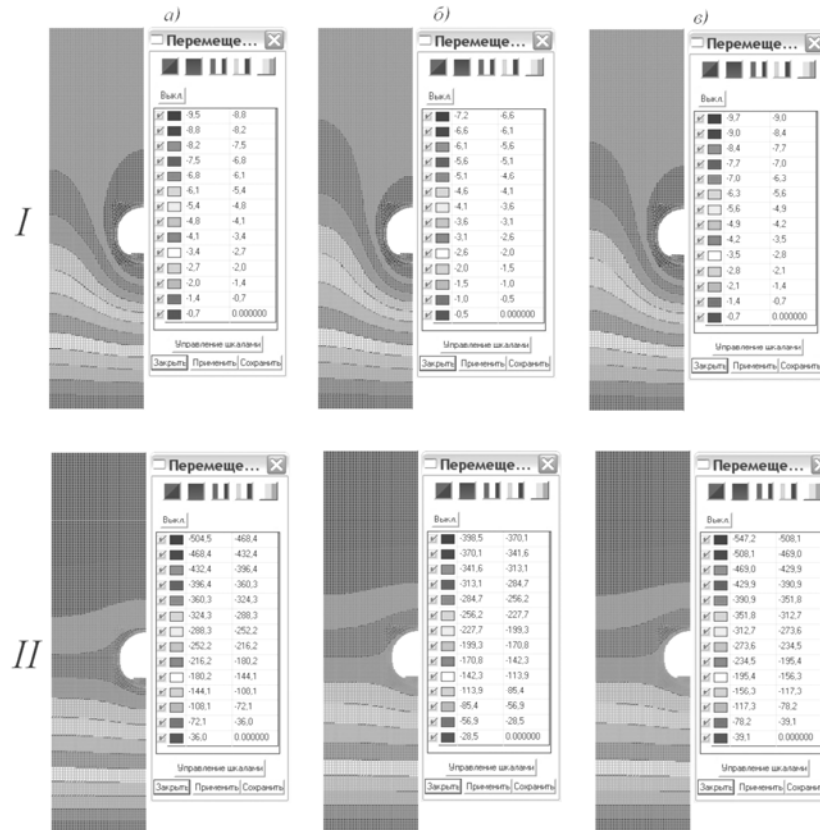 а)
б)
в)
I
Перемеще...
Выкл.
-9,5 -8,8
-8,8 -8,2
-8,2 -7,5
-7,5 -6,8
-6,8 -6,1
-6,1 -5,4
-5,4 -4,8
-4,8 -4,1
-4,1 -3,4
-3,4 -2,7
-2,7 -2,0
-2,0 -1,4
-1,4 -0,7
-0,7 0.000000
Управление шкалами
Закрыть Применить Сохранить
Перемеще...
Выкл.
-7,2 -6,6
-6,6 -6,1
-6,1 -5,6
-5,6 -5,1
-5,1 -4,6
-4,6 -4,1
-4,1 -3,6
-3,6 -3,1
-3,1 -2,6
-2,6 -2,0
-2,0 -1,5
-1,5 -1,0
-1,0 -0,5
-0,5 0.000000
Управление шкалами
Закрыть Применить Сохранить
Перемеще...
Выкл.
-9,7 -9,0
-9,0 -8,4
-8,4 -7,7
-7,7 -7,0
-7,0 -6,3
-6,3 -5,6
-5,6 -4,9
-4,9 -4,2
-4,2 -3,5
-3,5 -2,8
-2,8 -2,1
-2,1 -1,4
-1,4 -0,7
-0,7 0.000000
Управление шкалами
Закрыть Применить Сохранить
II
Перемеще...
Выкл.
-504,5 -468,4
-468,4 -432,4
-432,4 -396,4
-396,4 -360,3
-360,3 -324,3
-324,3 -288,3
-288,3 -252,2
-252,2 -216,2
-216,2 -180,2
-180,2 -144,1
-144,1 -100,1
-108,1 -72,1
-72,1 -36,0
-36,0 0.000000
Управление шкалами
Закрыть Применить Сохранить
Перемеще...
Выкл.
-398,5 -370,1
-370,1 -341,6
-341,6 -313,1
-313,1 -284,7
-284,7 -256,2
-256,2 -227,7
-227,7 -199,3
-199,3 -170,8
-170,8 -142,3
-142,3 -113,9
-113,9 -85,4
-85,4 -56,9
-56,9 -28,5
-28,5 0.000000
Управление шкалами
Закрыть Применить Сохранить
Перемеще...
Выкл.
-547,2 -508,1
-508,1 -469,0
-469,0 -429,9
-429,9 -390,9
-390,9 -351,8
-351,8 -312,7
-312,7 -273,6
-273,6 -234,5
-234,5 -195,4
-195,4 -156,3
-156,3 -117,3
-117,3 -78,2
-78,2 -39,1
-39,1 0.000000
Управление шкалами
Закрыть Применить Сохранить